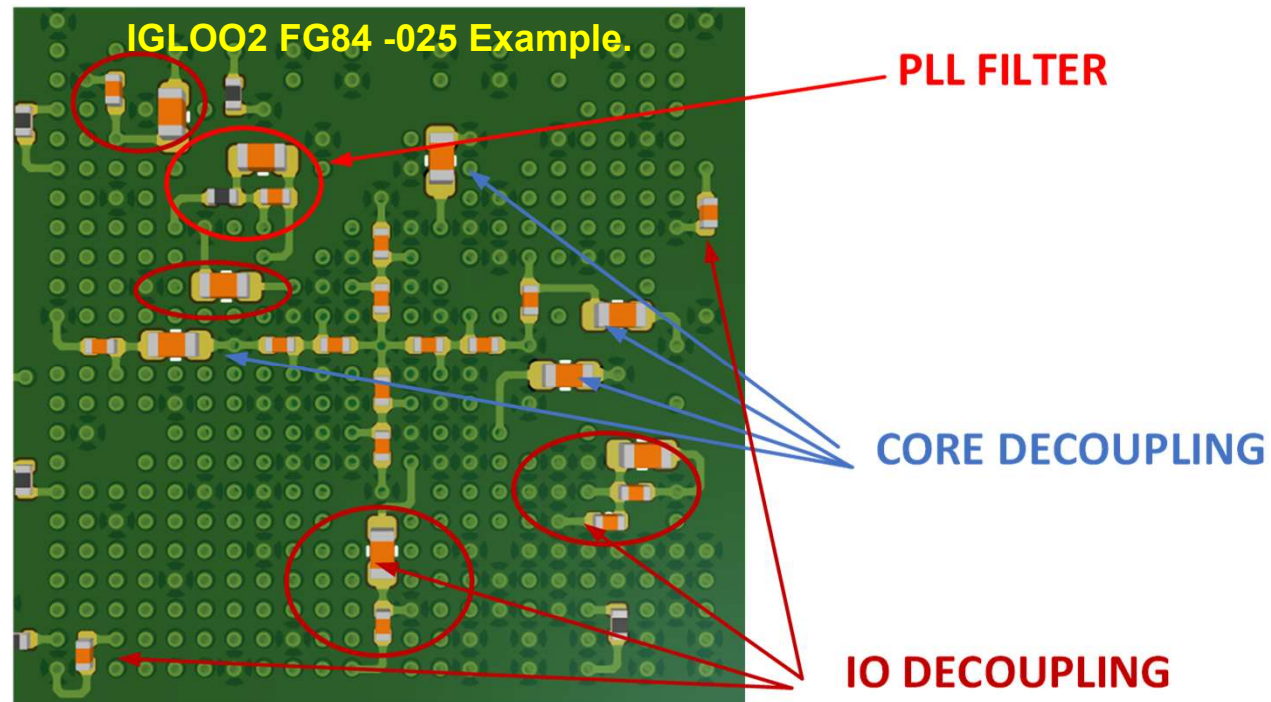 IGLOO2 FG84 -025 Example.
PLL FILTER
CORE DECOUPLING
IO DECOUPLING